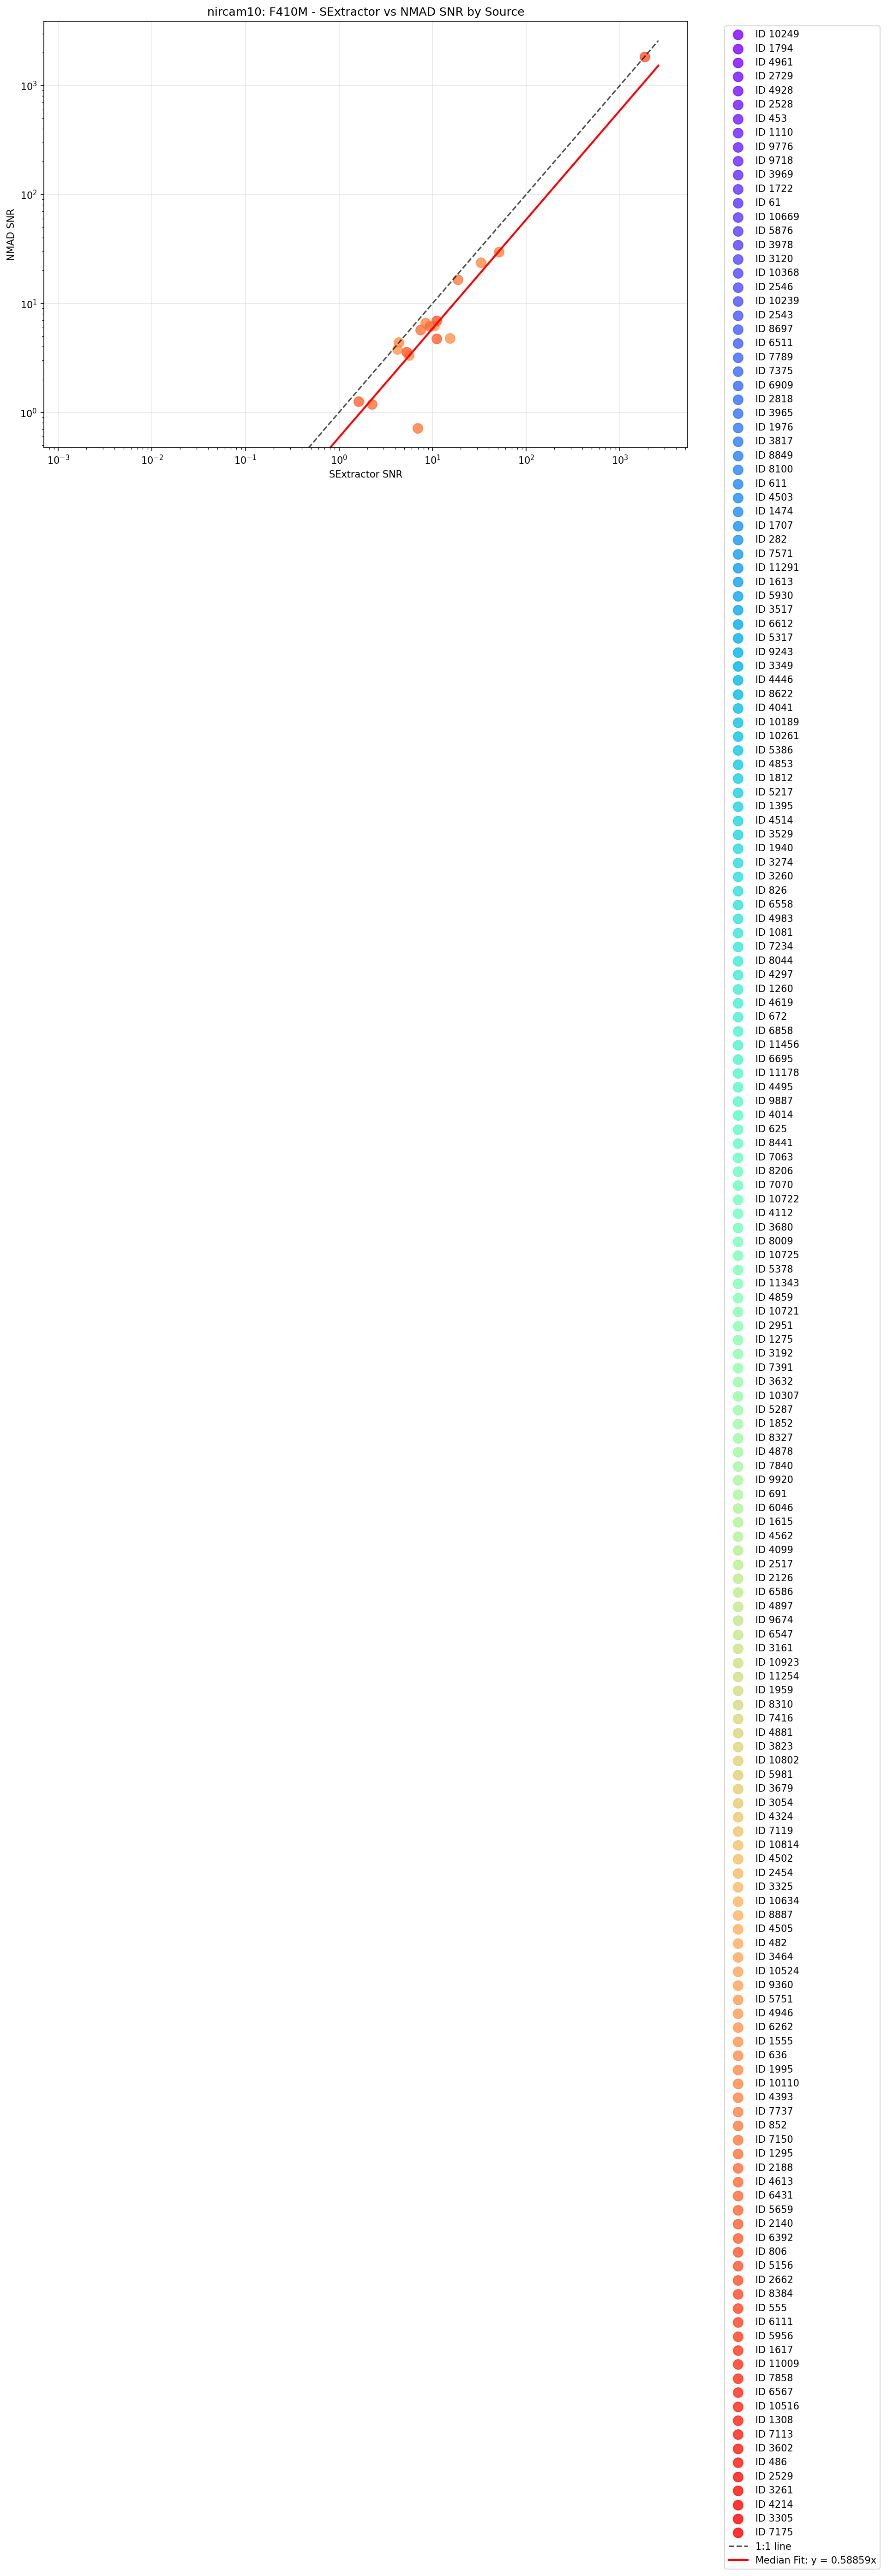 nircam10: F410M - SExtractor vs NMAD SNR by Source
NMAD SNR
10³
10²
10¹
10⁰
10⁻³ 10⁻² 10⁻¹ 10⁰ 10¹ 10² 10³
SExtractor SNR
ID 10249
ID 1794
ID 4961
ID 2729
ID 4928
ID 2528
ID 453
ID 1110
ID 9776
ID 9718
ID 3969
ID 1722
ID 61
ID 10669
ID 5876
ID 3978
ID 3120
ID 10368
ID 2546
ID 10239
ID 2543
ID 8697
ID 6511
ID 7789
ID 7375
ID 6909
ID 2818
ID 3965
ID 1976
ID 3817
ID 8849
ID 8100
ID 611
ID 4503
ID 1474
ID 1707
ID 282
ID 7571
ID 11291
ID 1613
ID 5930
ID 3517
ID 6612
ID 5317
ID 9243
ID 3349
ID 4446
ID 8622
ID 4041
ID 10189
ID 10261
ID 5386
ID 4853
ID 1812
ID 5217
ID 1395
ID 4514
ID 3529
ID 1940
ID 3274
ID 3260
ID 826
ID 6558
ID 4983
ID 1081
ID 7234
ID 8044
ID 4297
ID 1260
ID 4619
ID 672
ID 6858
ID 11456
ID 6695
ID 11178
ID 4495
ID 9887
ID 4014
ID 625
ID 8441
ID 7063
ID 8206
ID 7070
ID 10722
ID 4112
ID 3680
ID 8009
ID 10725
ID 5378
ID 11343
ID 4859
ID 10721
ID 2951
ID 1275
ID 3192
ID 7391
ID 3632
ID 10307
ID 5287
ID 1852
ID 8327
ID 4878
ID 7840
ID 9920
ID 691
ID 6046
ID 1615
ID 4562
ID 4099
ID 2517
ID 2126
ID 6586
ID 4897
ID 9674
ID 6547
ID 3161
ID 10923
ID 11254
ID 1959
ID 8310
ID 7416
ID 4881
ID 3823
ID 10802
ID 5981
ID 3679
ID 3054
ID 4324
ID 7119
ID 10814
ID 4502
ID 2454
ID 3325
ID 10634
ID 8887
ID 4505
ID 482
ID 3464
ID 10524
ID 9360
ID 5751
ID 4946
ID 6262
ID 1555
ID 636
ID 1995
ID 10110
ID 4393
ID 7737
ID 852
ID 7150
ID 1295
ID 2188
ID 4613
ID 6431
ID 5659
ID 2140
ID 6392
ID 806
ID 5156
ID 2662
ID 8384
ID 555
ID 6111
ID 5956
ID 1617
ID 11009
ID 7858
ID 6567
ID 10516
ID 1308
ID 7113
ID 3602
ID 486
ID 2529
ID 3261
ID 4214
ID 3305
ID 7175
1:1 line
Median Fit: y = 0.58859x